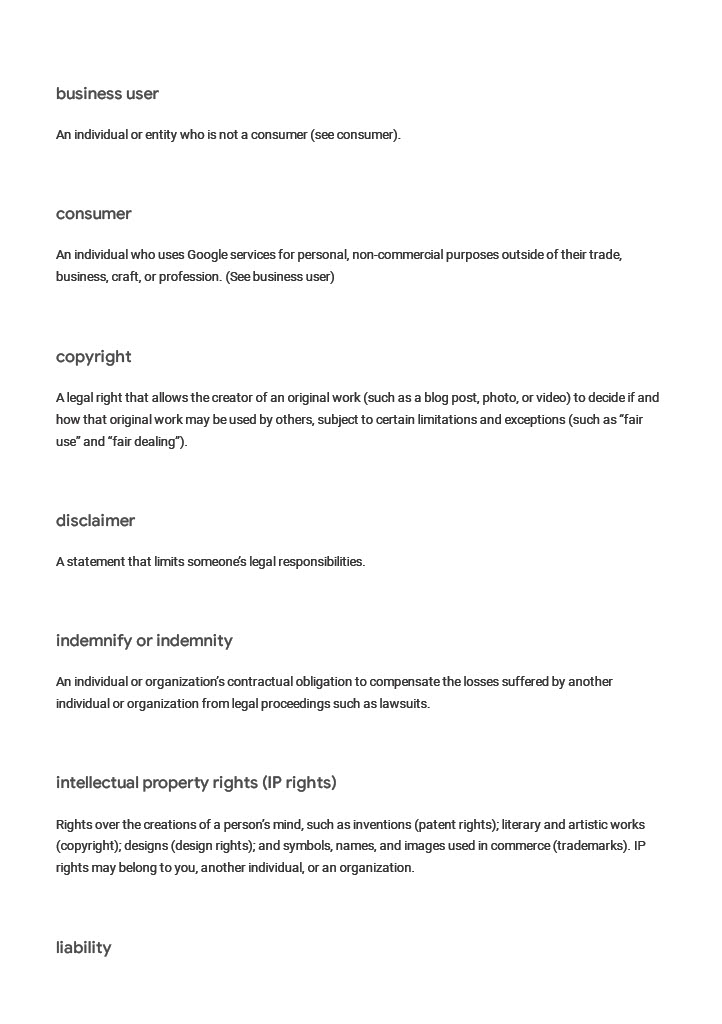 business user
An individual or entity who is not a consumer (see consumer).
consumer
An individual who uses Google services for personal, non-commercial purposes outside of their trade,
business, craft, or profession. (See business user)
copyright
A legal right that allows the creator of an original work (such as a blog post, photo, or video) to decide if and
how that original work may be used by others, subject to certain limitations and exceptions (such as “fair
use” and “fair dealing”).
disclaimer
A statement that limits someone’s legal responsibilities.
indemnify or indemnity
An individual or organization’s contractual obligation to compensate the losses suffered by another
individual or organization from legal proceedings such as lawsuits.
intellectual property rights (IP rights)
Rights over the creations of a person’s mind, such as inventions (patent rights); literary and artistic works
(copyright); designs (design rights); and symbols, names, and images used in commerce (trademarks). IP
rights may belong to you, another individual, or an organization.
liability